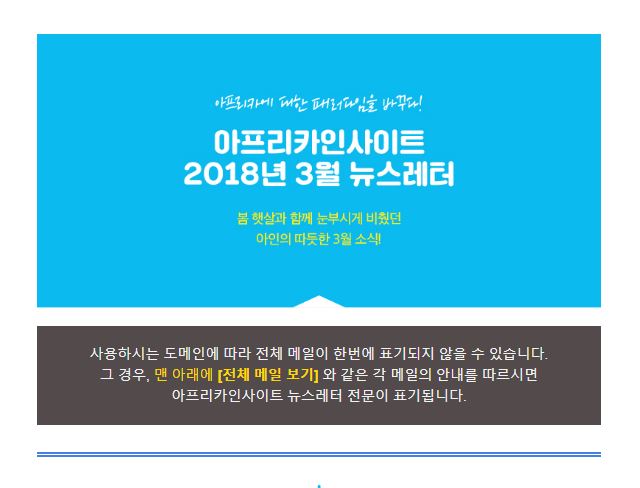 아프리카에 대한 패러다임을 바꾸다!
아프리카인사이트
2018년 3월 뉴스레터
봄 햇살과 함께 눈부시게 비췄던
아인의 따듯한 3월 소식!
사용하시는 도메인에 따라 전체 메일이 한번에 표기되지 않을 수 있습니다.
그 경우, 맨 아래에 [전체 메일 보기] 와 같은 각 메일의 안내를 따르시면
아프리카인사이트 뉴스레터 전문이 표기됩니다.